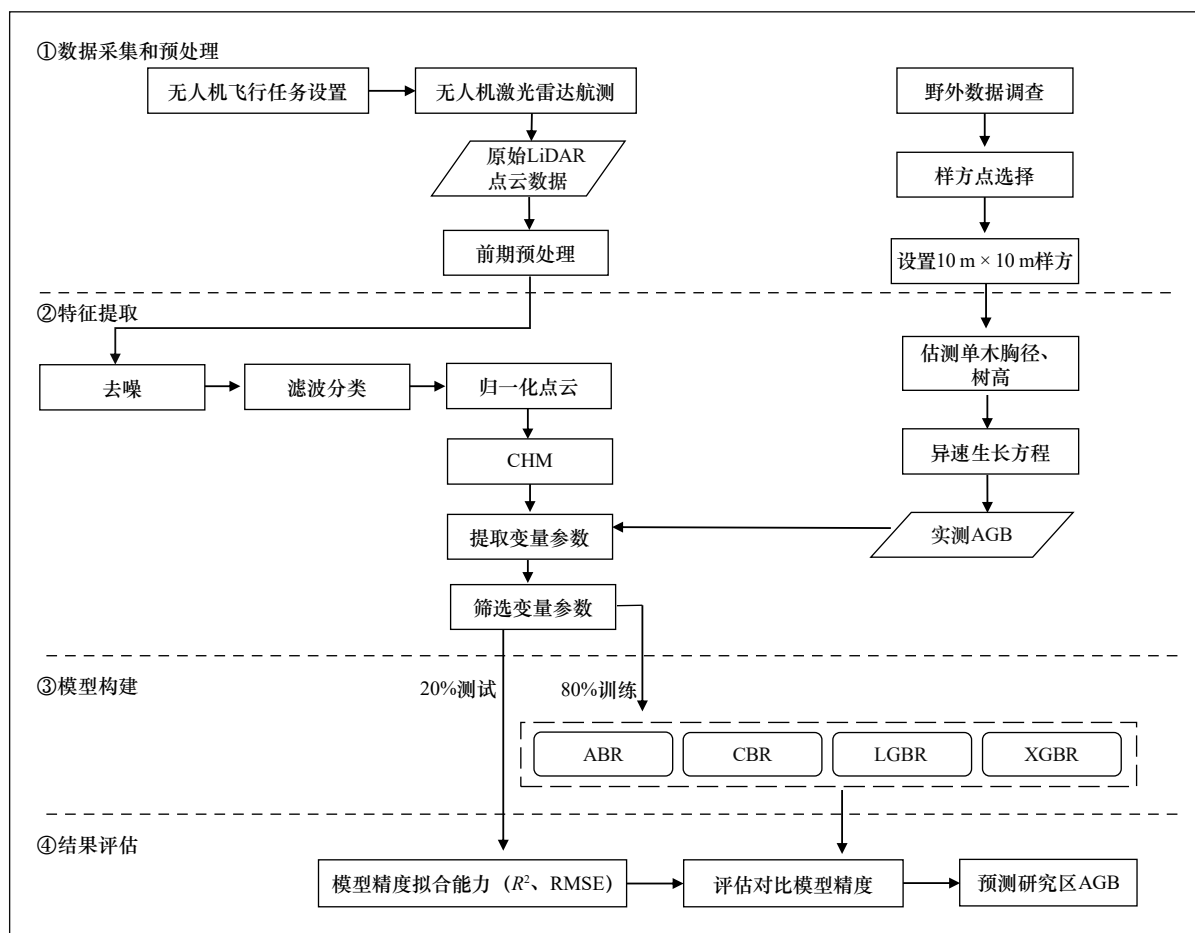 ①数据采集和预处理
无人机飞行任务设置
无人机激光雷达航测
野外数据调查
原始LiDAR
点云数据
样方点选择
前期预处理
设置10 m × 10 m样方
②特征提取
估测单木胸径、
树高
去噪
滤波分类
归一化点云
异速生长方程
CHM
提取变量参数
实测AGB
筛选变量参数
③模型构建
20%测试
80%训练
ABR
CBR
LGBR
XGBR
④结果评估
模型精度拟合能力（R²、RMSE）
评估对比模型精度
预测研究区AGB